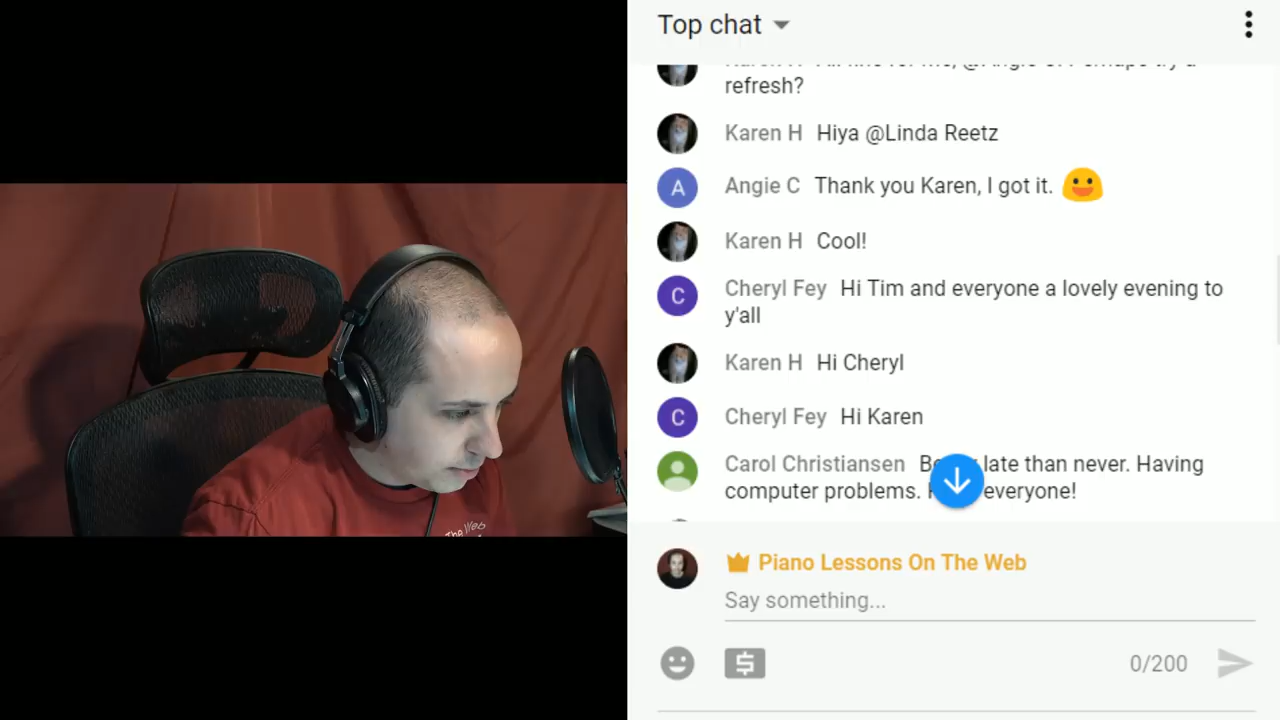 Top chat
refresh?
Karen H Hiya @Linda Reetz
A Angie C Thank you Karen, I got it.
Karen H Cool!
C Cheryl Fey Hi Tim and everyone a lovely evening to
y'all
Karen H Hi Cheryl
C Cheryl Fey Hi Karen
Carol Christiansen late than never. Having
computer problems. everyone!
The Web
Piano Lessons On The Web
Say something...
0/200